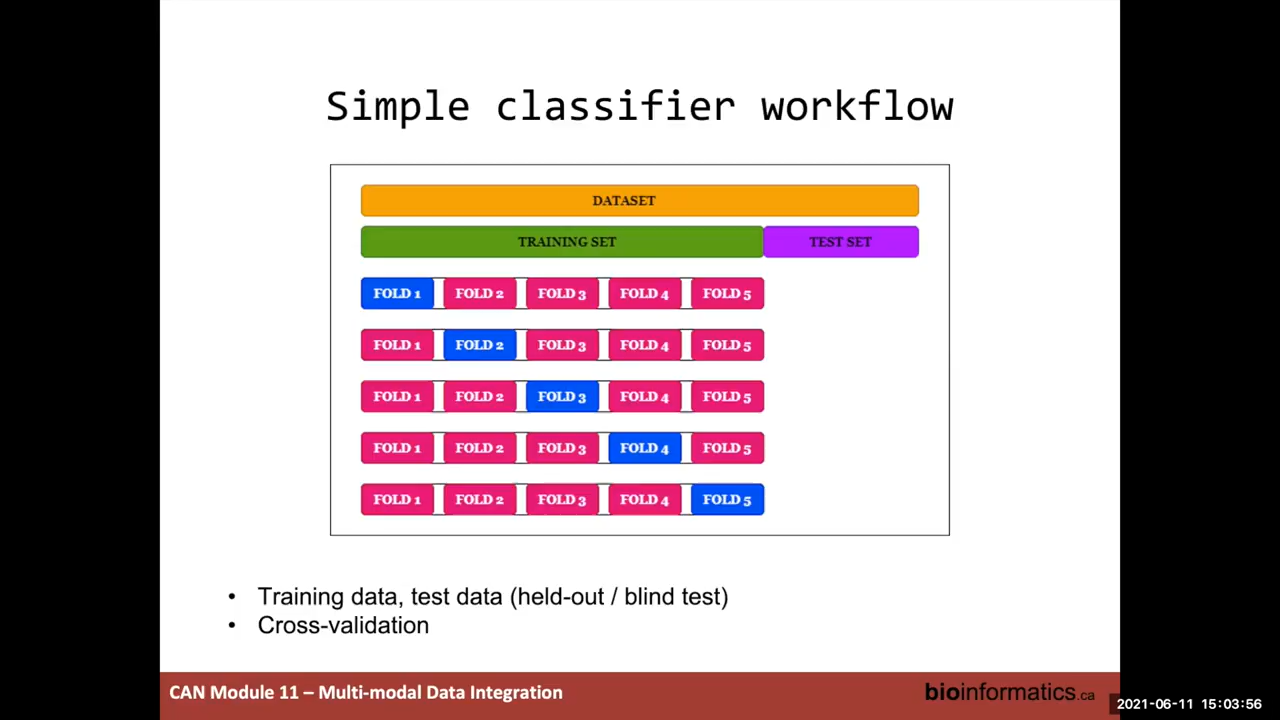 Simple classifier workflow
DATASET
TRAINING SET TEST SET
FOLD 1 FOLD 2 FOLD 3 FOLD 4 FOLD 5
FOLD 1 FOLD 2 FOLD 3 FOLD 4 FOLD 5
FOLD 1 FOLD 2 FOLD 3 FOLD 4 FOLD 5
FOLD 1 FOLD 2 FOLD 3 FOLD 4 FOLD 5
FOLD 1 FOLD 2 FOLD 3 FOLD 4 FOLD 5
• Training data, test data (held-out / blind test)
• Cross-validation
CAN Module 11 – Multi-modal Data Integration
bioinformatics.ca
2021-06-11 15:03:56